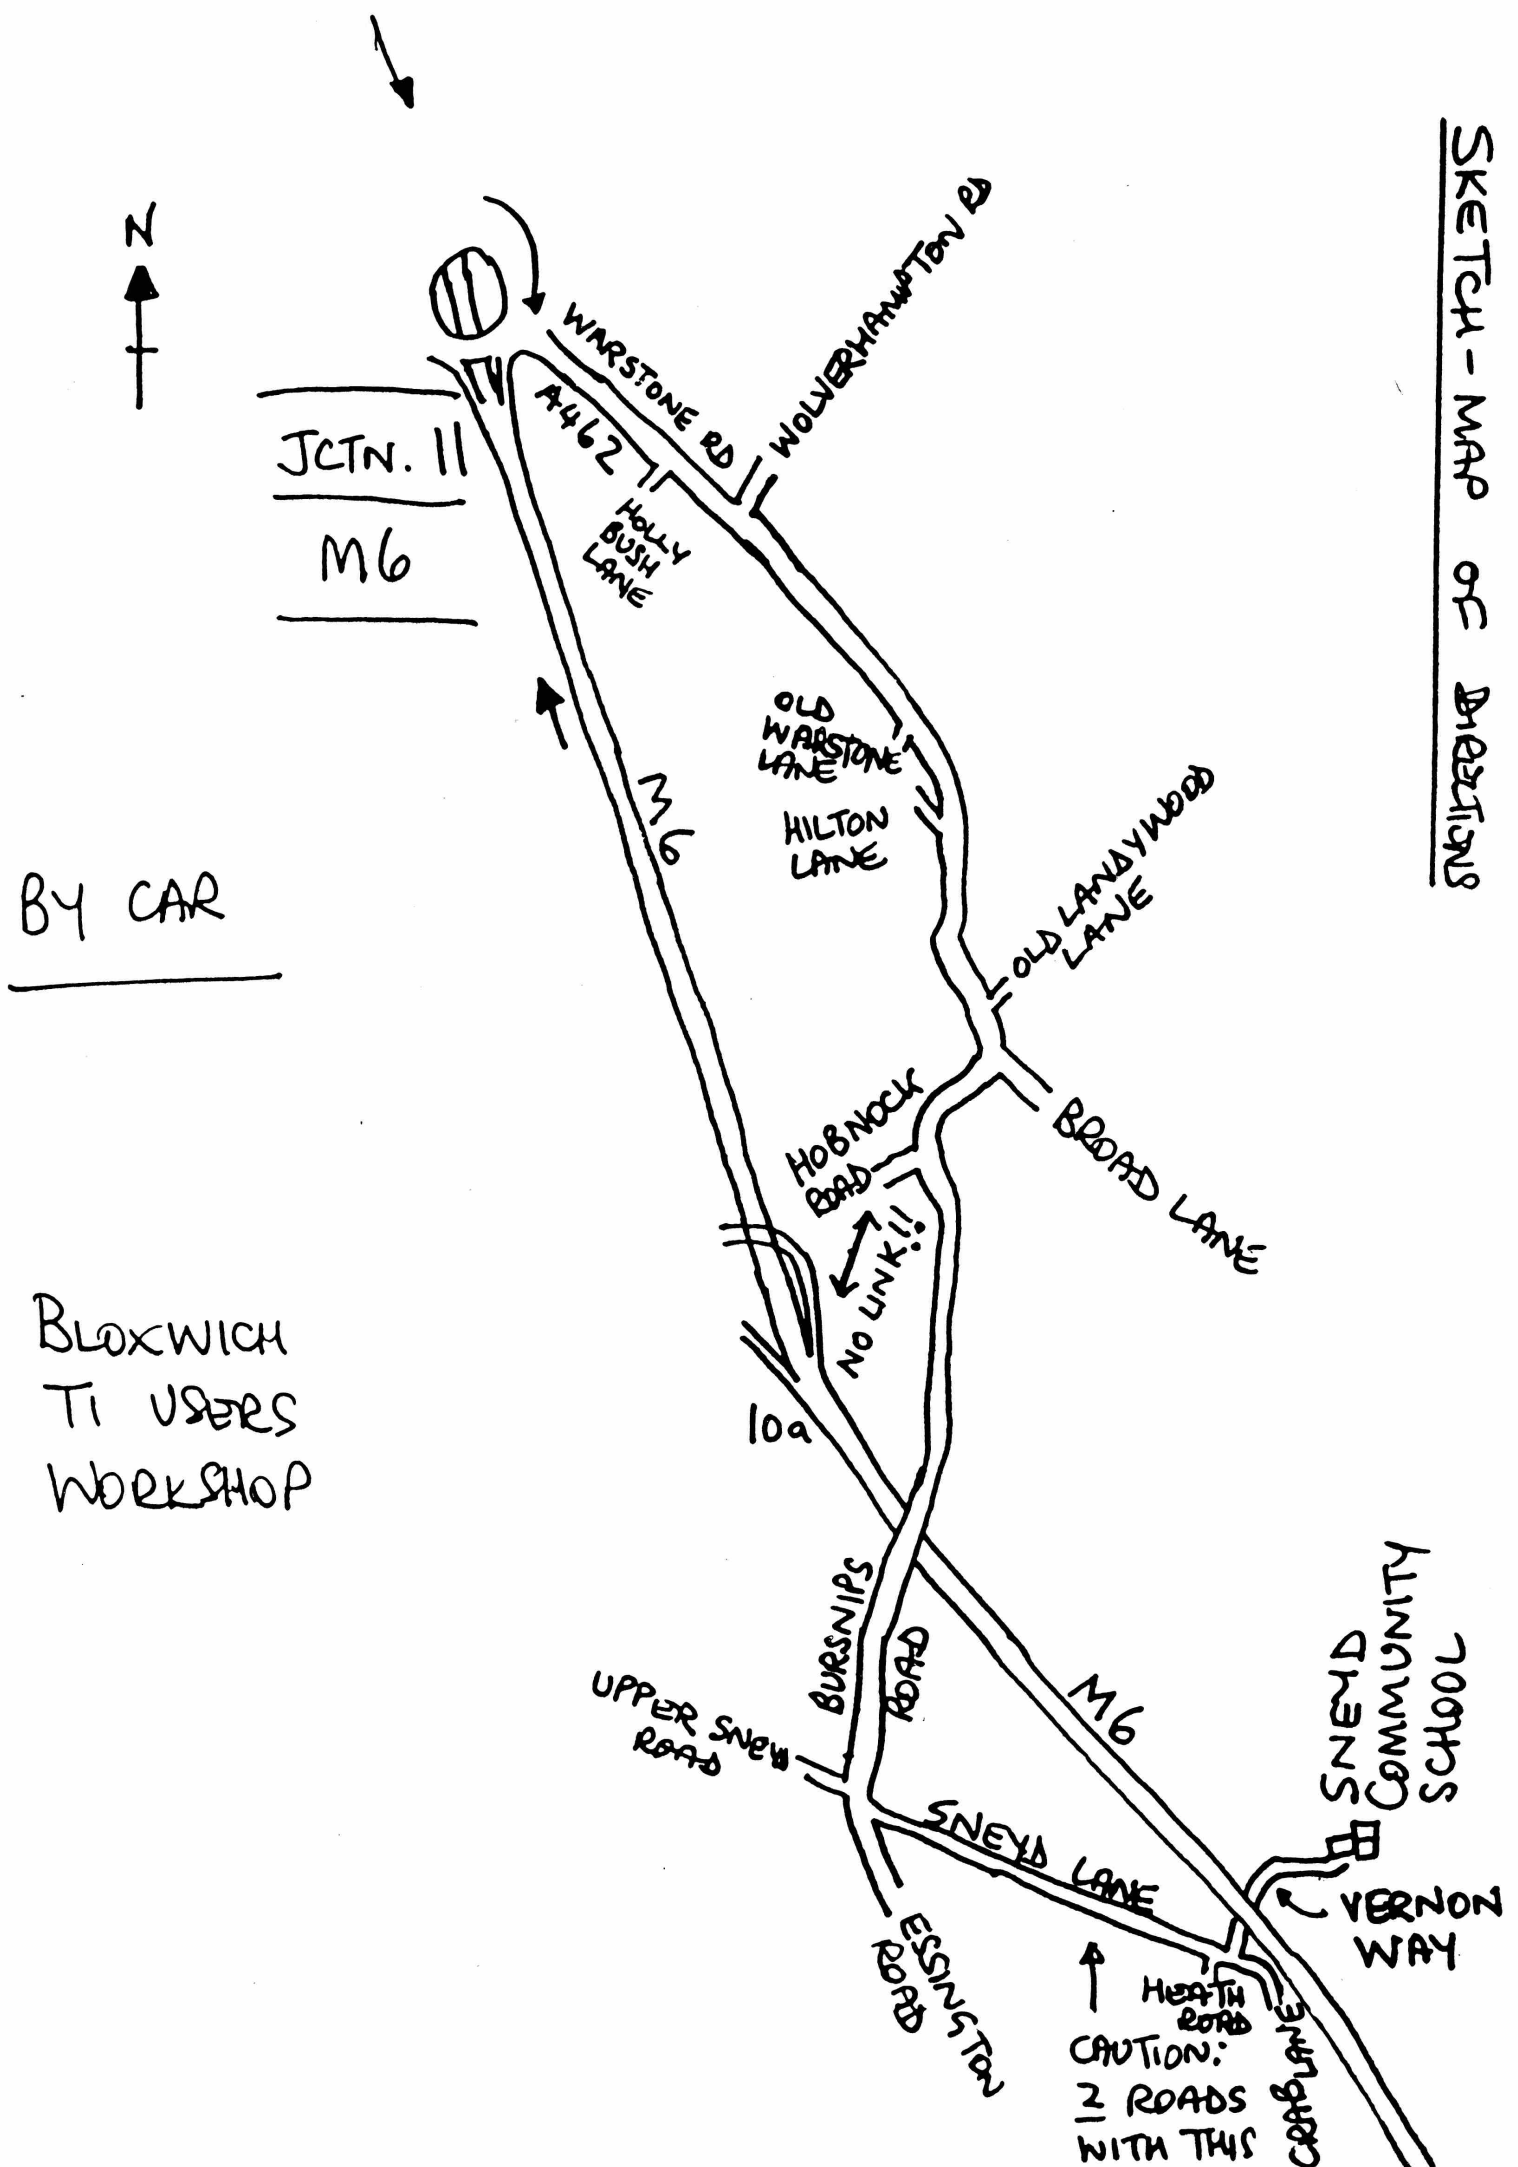 SKETCH-MAP OF DIRECTIONS
N
JCTN. 11
M6
WARSTONE RD
A462
WOLVERHAMPTON RD
HOLLY
BUSH
LANE
OLD
WARSTONE
LANE
HILTON
LANE
M6
OLD LANDYWOOD
LANE
BY CAR
HOBNOCK
ROAD
BROAD LANE
NO LINK!!
10a
BLOXWICH
TI USERS
WORKSHOP
BURSNIPS
ROAD
UPPER SNEYD
ROAD
M6
SNEYD
COMMUNITY
SCHOOL
SNEYD LANE
VERNON
WAY
ESSINGTON
ROAD
HEATH
ROAD
CRAB LANE
CAUTION:
2 ROADS
WITH THIS